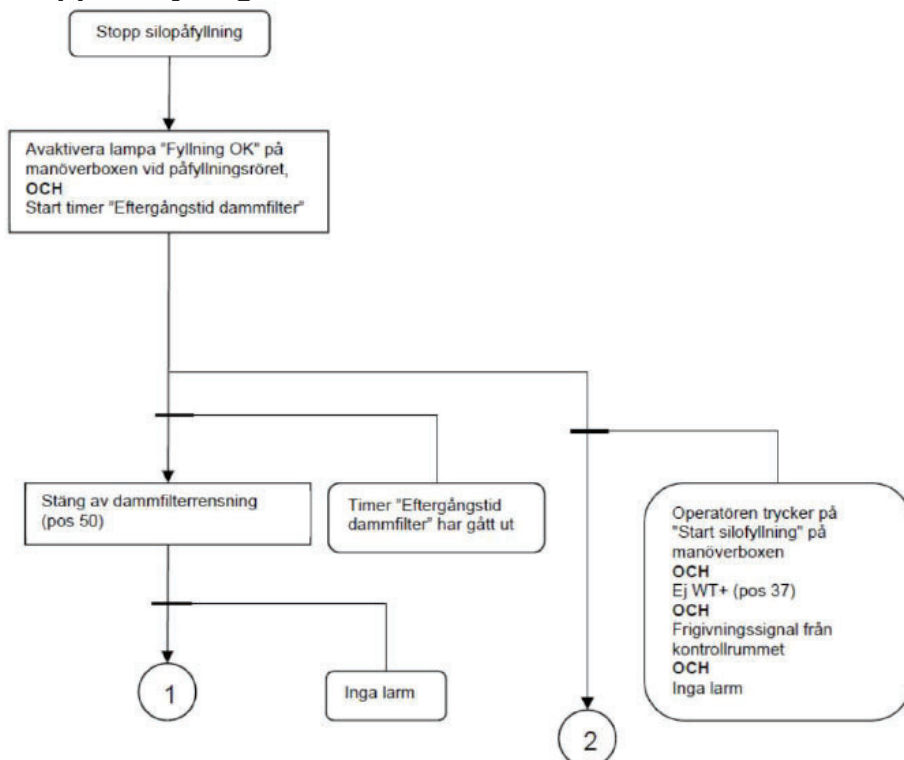 Stopp silopåfyllning
Avaktivera lampa "Fyllning OK" på
manöverboxen vid påfyllningsröret,
OCH
Start timer "Eftergångstid dammfilter"
Stäng av dammfilterrensning
(pos 50)
Timer "Eftergångstid
dammfilter" har gått ut
Operatören trycker på
"Start silofyllning" på
manöverboxen
OCH
Ej WT+ (pos 37)
OCH
Frigivningssignal från
kontrollrummet
OCH
Inga larm
1
Inga larm
2